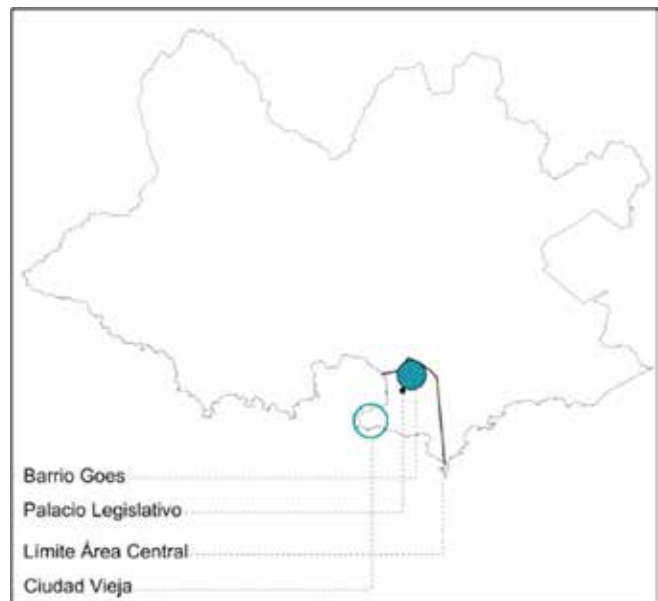 Barrio Goes
Palacio Legislativo
Límite Área Central
Ciudad Vieja